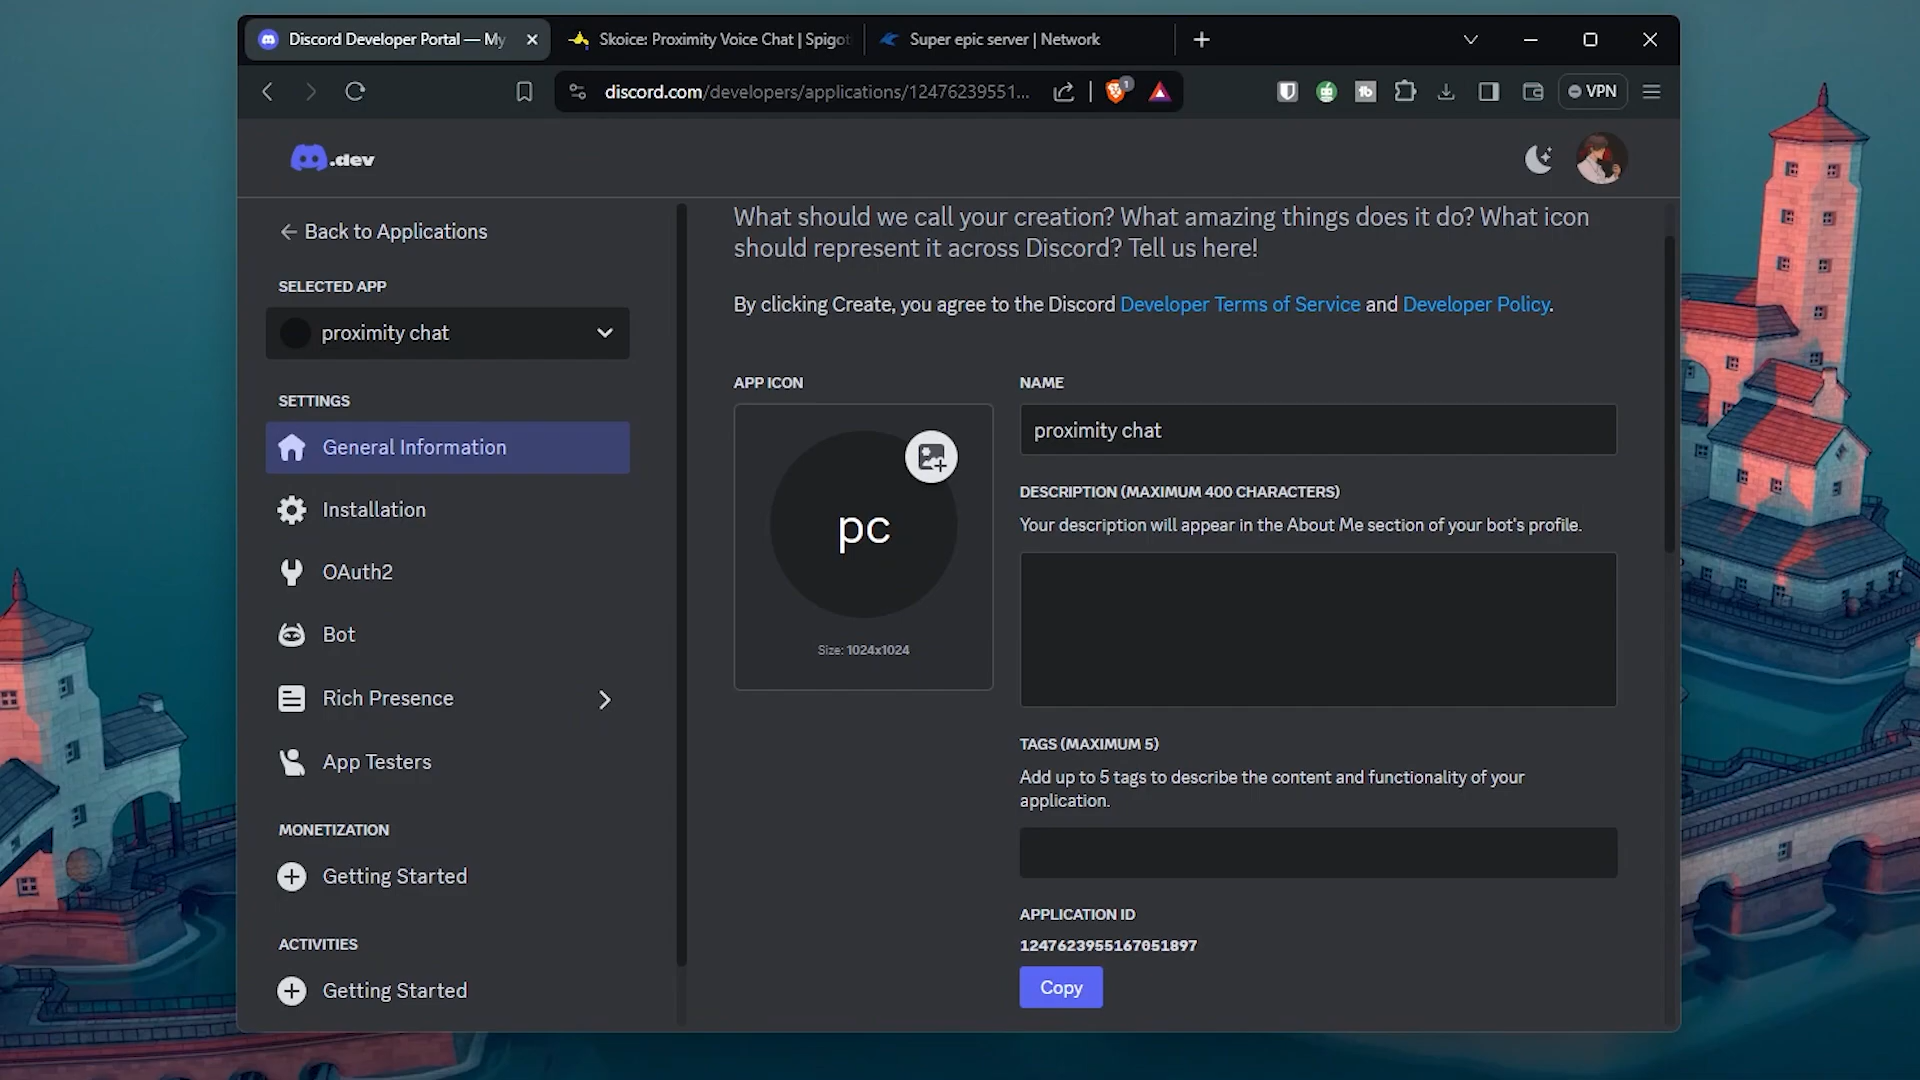 Discord Developer Portal — My
Skoice: Proximity Voice Chat | Spigot
Super epic server | Network
discord.com/developers/applications/12476239551...
1
tb
VPN
.dev
Back to Applications
SELECTED APP
proximity chat
SETTINGS
General Information
Installation
OAuth2
Bot
Rich Presence
App Testers
MONETIZATION
Getting Started
ACTIVITIES
Getting Started
What should we call your creation? What amazing things does it do? What icon
should represent it across Discord? Tell us here!
By clicking Create, you agree to the Discord Developer Terms of Service and Developer Policy.
APP ICON
pc
Size: 1024x1024
NAME
proximity chat
DESCRIPTION (MAXIMUM 400 CHARACTERS)
Your description will appear in the About Me section of your bot's profile.
TAGS (MAXIMUM 5)
Add up to 5 tags to describe the content and functionality of your
application.
APPLICATION ID
1247623955167051897
Copy